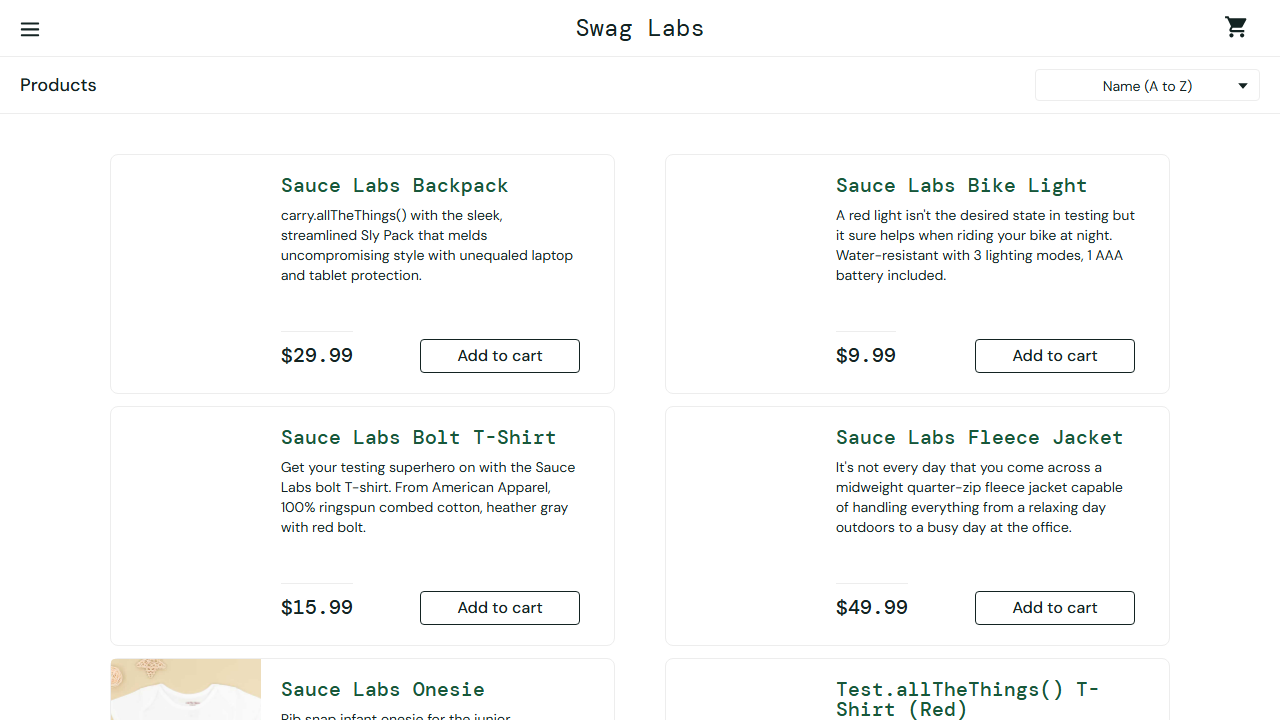 Swag Labs
Products
Name (A to Z)
Sauce Labs Backpack
carry.allTheThings() with the sleek,
streamlined Sly Pack that melds
uncompromising style with unequaled laptop
and tablet protection.
$29.99
Add to cart
Sauce Labs Bike Light
A red light isn't the desired state in testing but
it sure helps when riding your bike at night.
Water-resistant with 3 lighting modes, 1 AAA
battery included.
$9.99
Add to cart
Sauce Labs Bolt T-Shirt
Get your testing superhero on with the Sauce
Labs bolt T-shirt. From American Apparel,
100% ringspun combed cotton, heather gray
with red bolt.
$15.99
Add to cart
Sauce Labs Fleece Jacket
It's not every day that you come across a
midweight quarter-zip fleece jacket capable
of handling everything from a relaxing day
outdoors to a busy day at the office.
$49.99
Add to cart
Sauce Labs Onesie
Rib snap infant onesie for the junior
Test.allTheThings() T-
Shirt (Red)